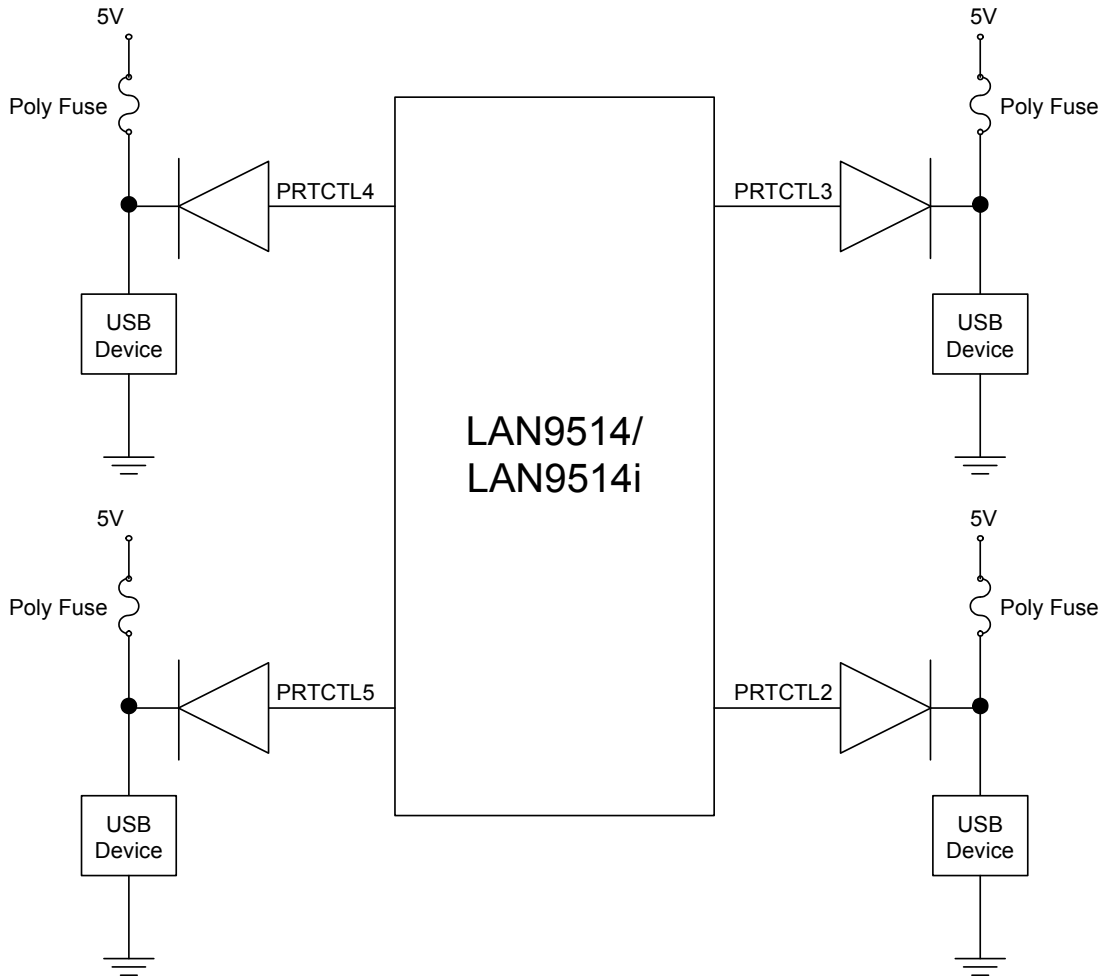 5V
5V
Poly Fuse
Poly Fuse
PRTCTL4
PRTCTL3
USB
Device
USB
Device
LAN9514/
LAN9514i
5V
5V
Poly Fuse
Poly Fuse
PRTCTL5
PRTCTL2
USB
Device
USB
Device